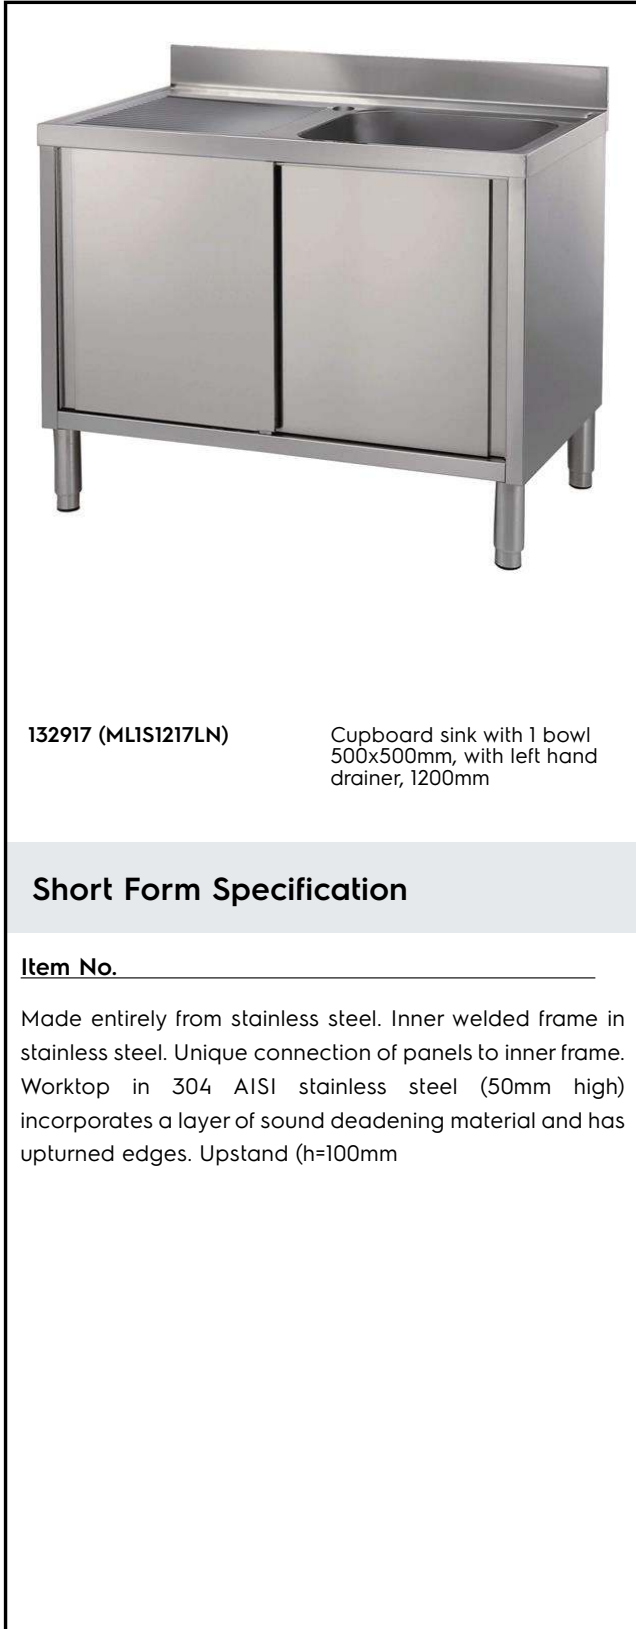 132917 (ML1S1217LN)
Cupboard sink with 1 bowl
500x500mm, with left hand
drainer, 1200mm
Short Form Specification
Item No.
Made entirely from stainless steel. Inner welded frame in
stainless steel. Unique connection of panels to inner frame.
Worktop in 304 AISI stainless steel (50mm high)
incorporates a layer of sound deadening material and has
upturned edges. Upstand (h=100mm